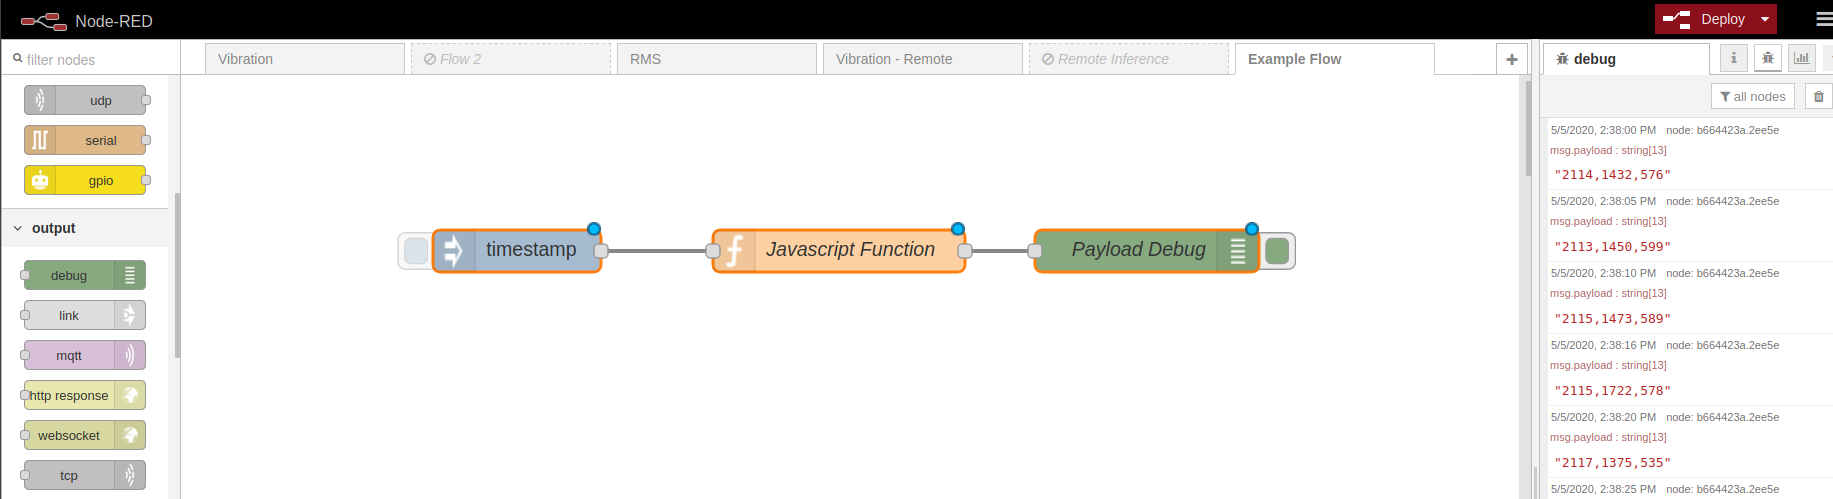 Node-RED
Deploy
filter nodes
Vibration
Flow 2
RMS
Vibration - Remote
Remote Inference
Example Flow
+
debug
i
all nodes
udp
serial
gpio
output
debug
link
mqtt
http response
websocket
tcp
timestamp
f
Javascript Function
Payload Debug
5/5/2020, 2:38:00 PM node: b664423a.2ee5e
msg.payload : string[13]
"2114,1432,576"
5/5/2020, 2:38:05 PM node: b664423a.2ee5e
msg.payload : string[13]
"2113,1450,599"
5/5/2020, 2:38:10 PM node: b664423a.2ee5e
msg.payload : string[13]
"2115,1473,589"
5/5/2020, 2:38:16 PM node: b664423a.2ee5e
msg.payload : string[13]
"2115,1722,578"
5/5/2020, 2:38:20 PM node: b664423a.2ee5e
msg.payload : string[13]
"2117,1375,535"
5/5/2020, 2:38:25 PM node: b664423a.2ee5e